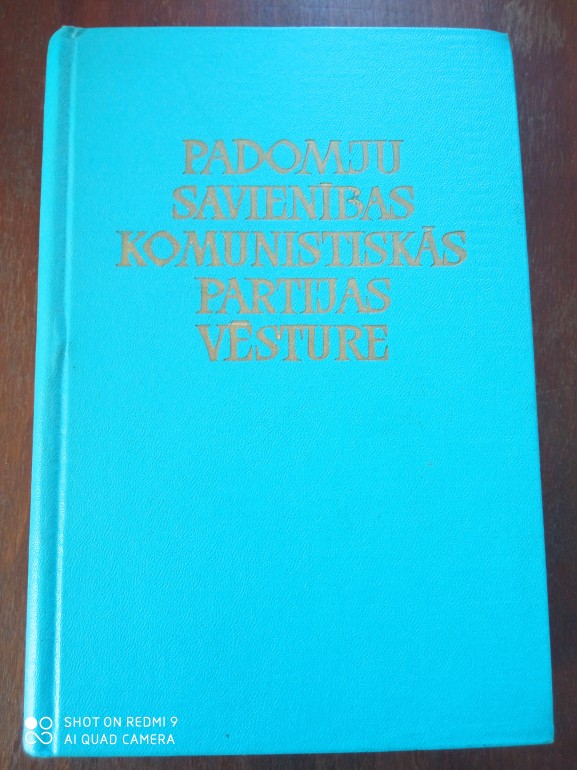 PADOMJU
SAVIENĪBAS
KOMUNISTISKĀS
PARTIJAS
VĒSTURE
SHOT ON REDMI 9
AI QUAD CAMERA